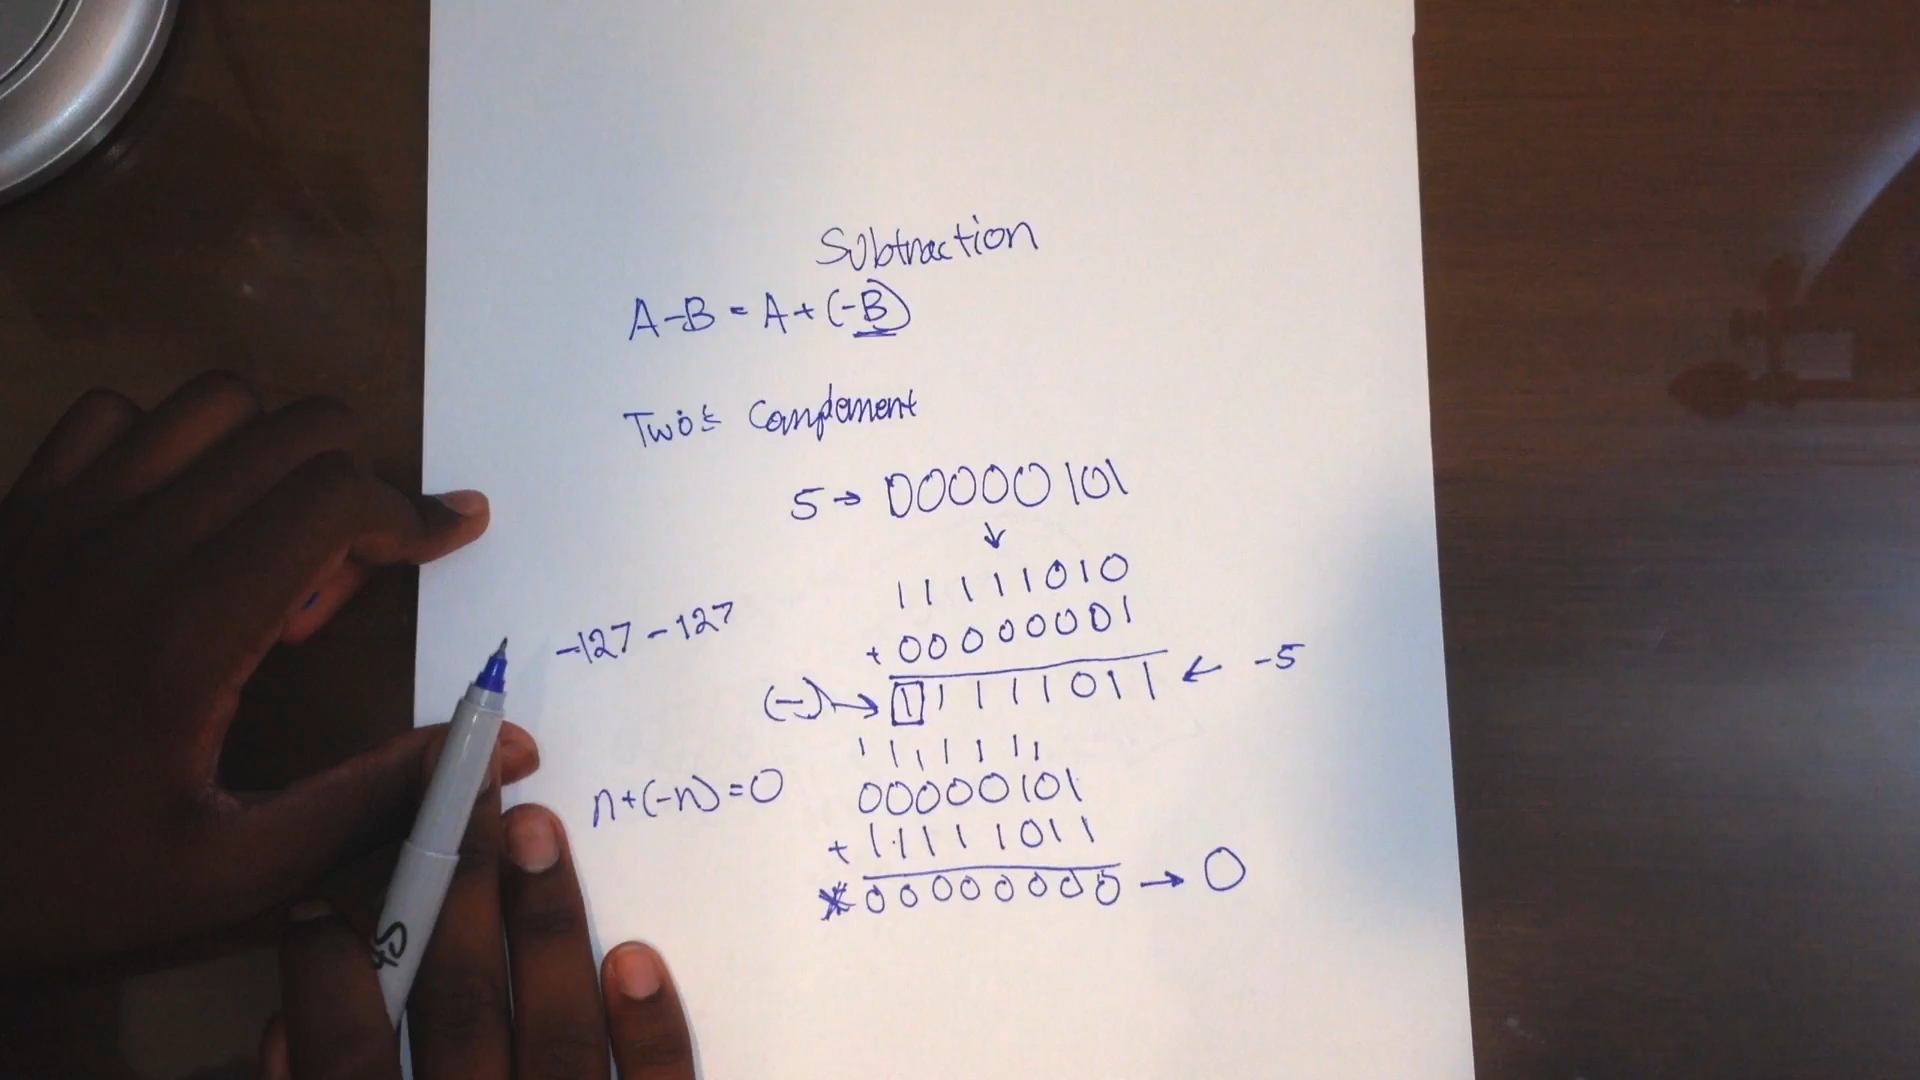 Subtraction
A-B = A+(-B)
Two's Complement
5 → 00000101
↓
11111010
+ 00000001
-127 - 127
(-) → 11111011 ← -5
1111111
n+(-n)=0
00000101
+ 11111011
00000000 → 0